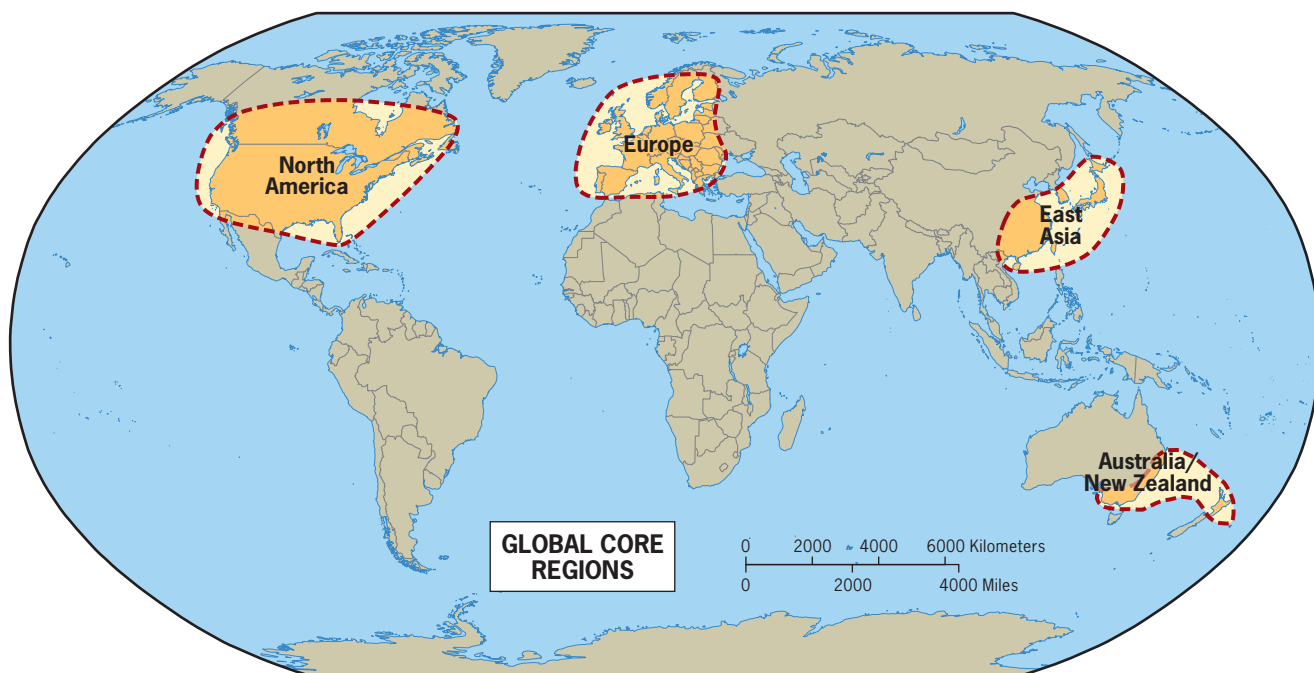 North
America
Europe
East
Asia
Australia/
New Zealand
GLOBAL CORE
REGIONS
0 2000 4000 6000 Kilometers
0 2000 4000 Miles